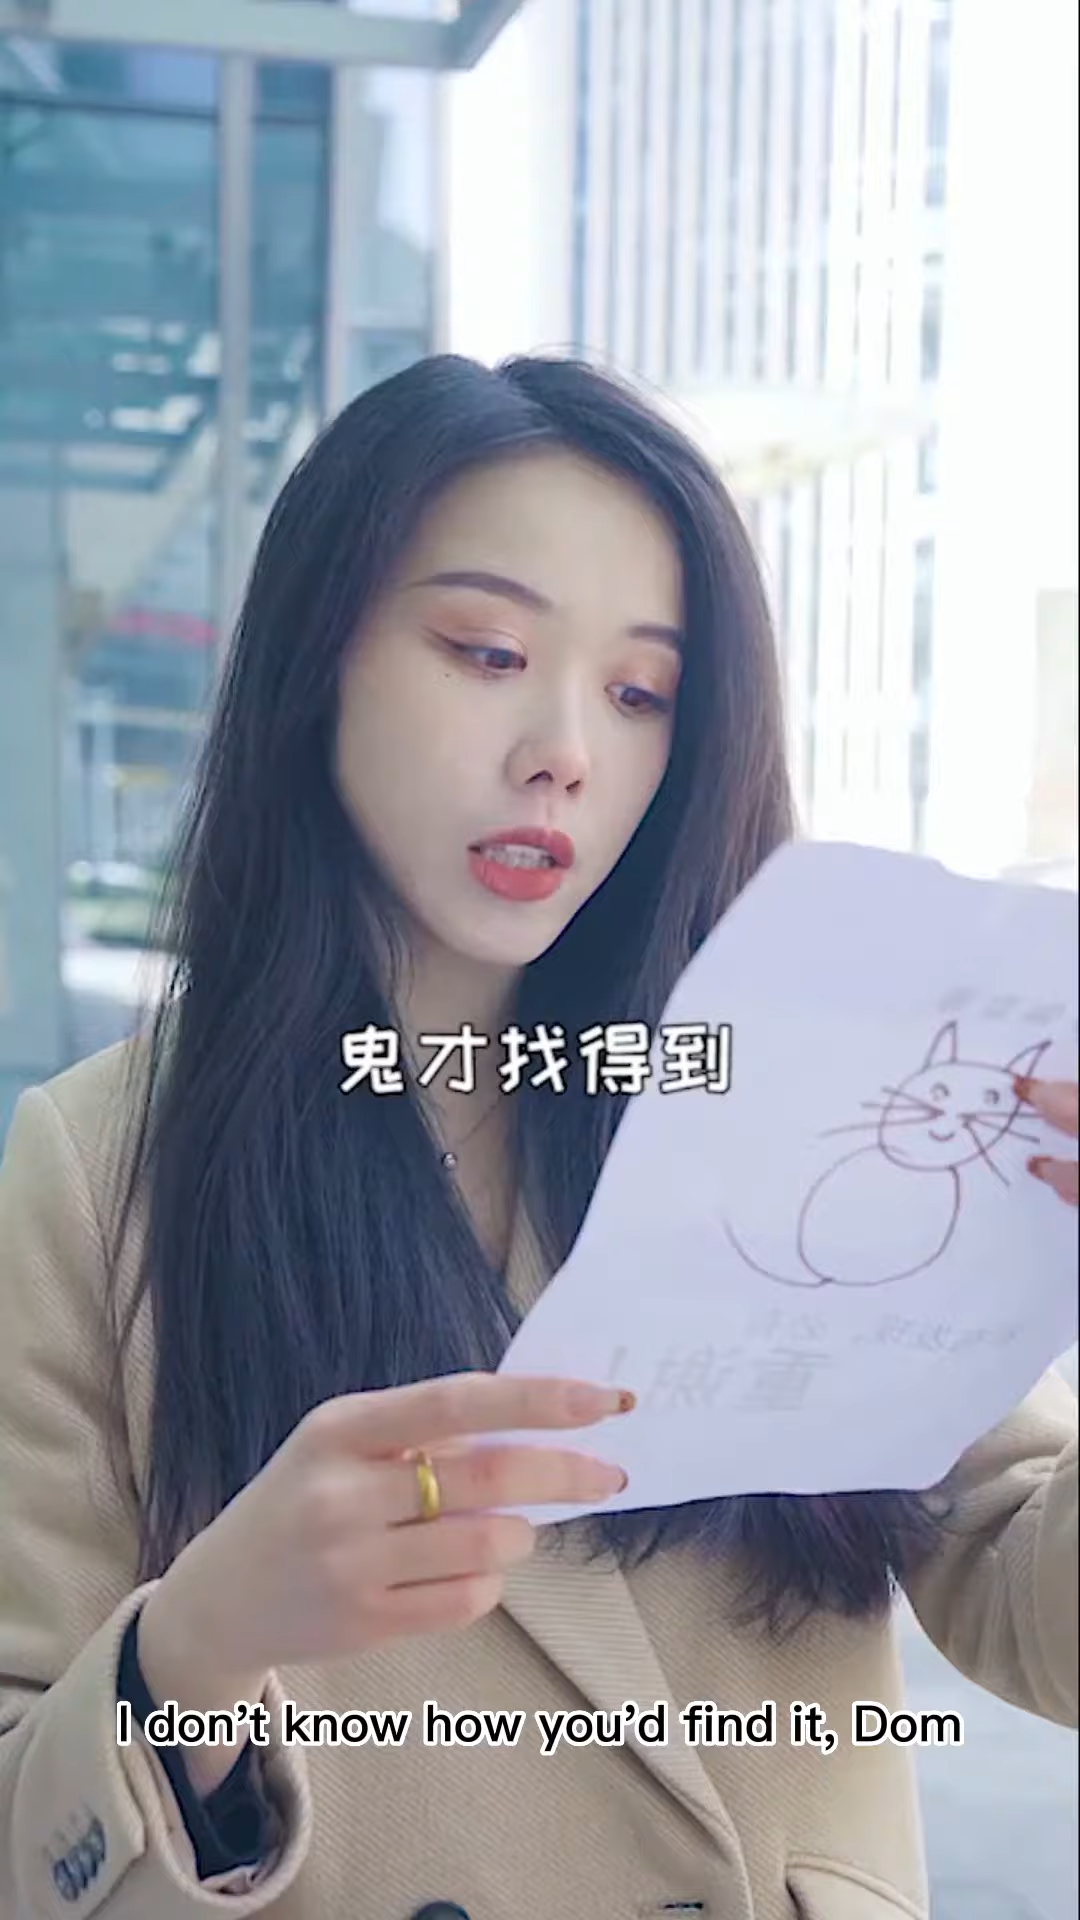 鬼才找得到
I don’t know how you’d find it, Dom